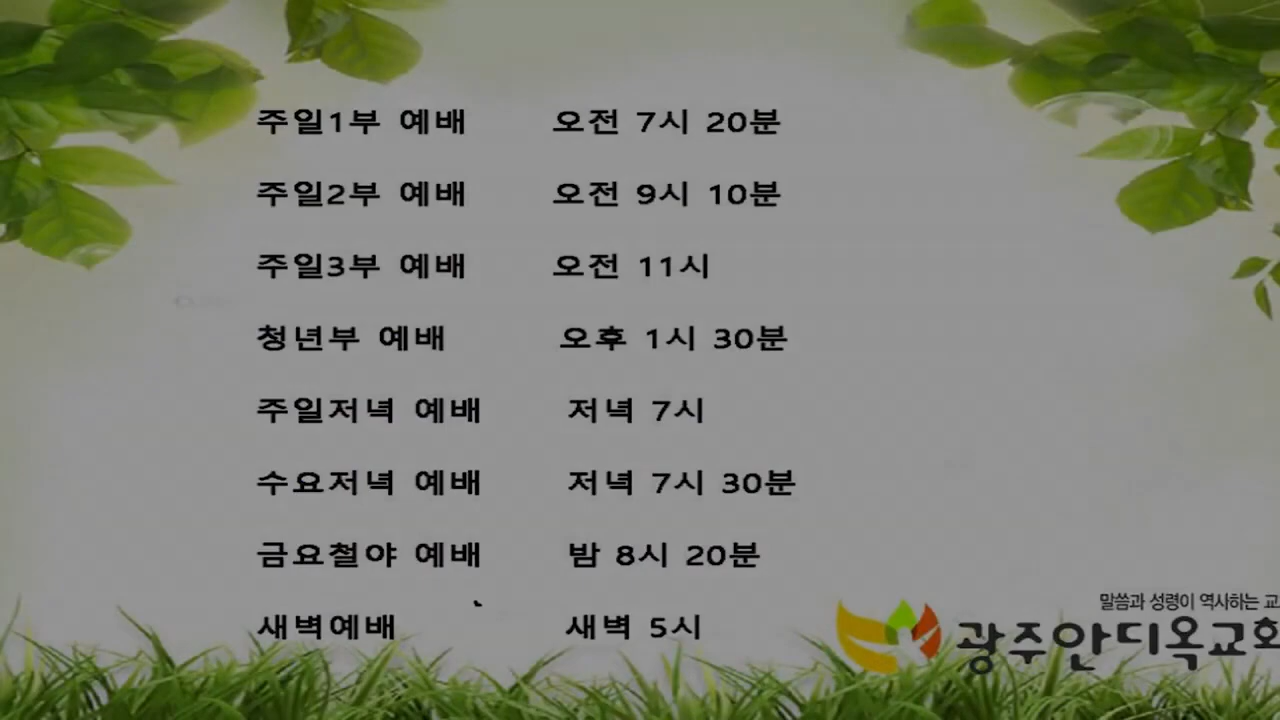 주일1부 예배 오전 7시 20분
주일2부 예배 오전 9시 10분
주일3부 예배 오전 11시
청년부 예배 오후 1시 30분
주일저녁 예배 저녁 7시
수요저녁 예배 저녁 7시 30분
금요철야 예배 밤 8시 20분
새벽예배 새벽 5시
말씀과 성령이 역사하는 교
광주안디옥교회